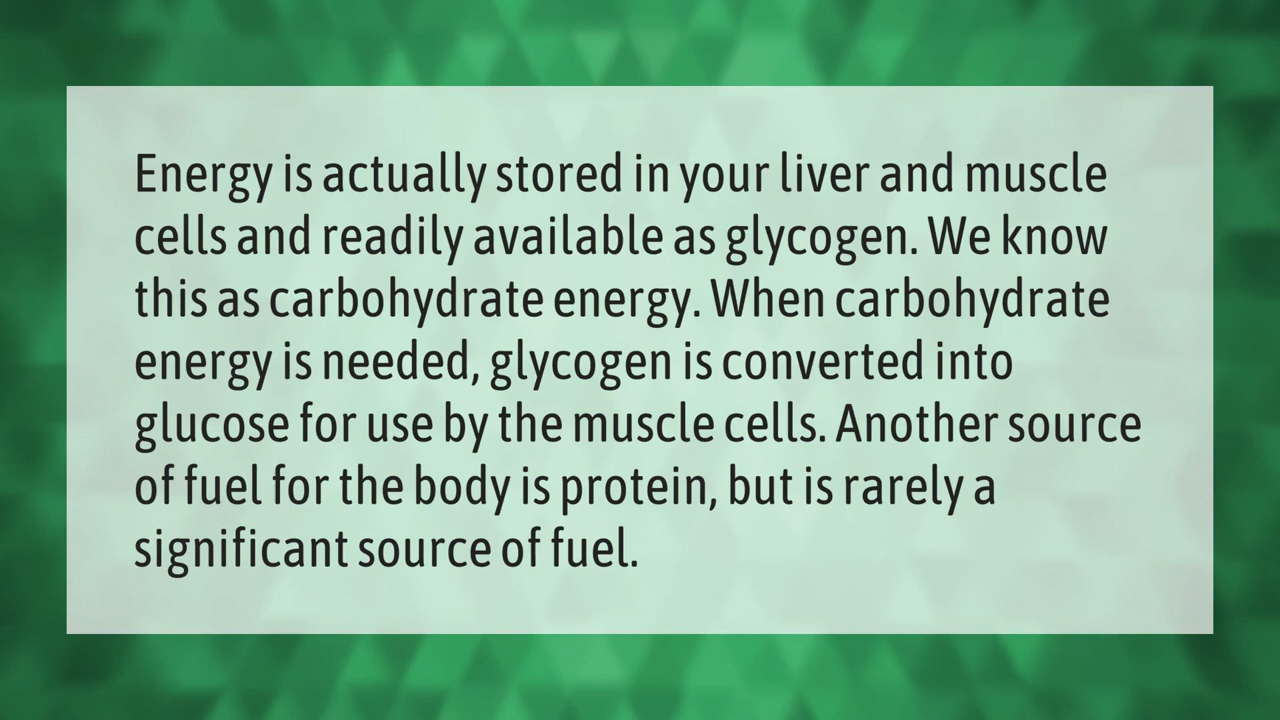 Energy is actually stored in your liver and muscle
cells and readily available as glycogen. We know
this as carbohydrate energy. When carbohydrate
energy is needed, glycogen is converted into
glucose for use by the muscle cells. Another source
of fuel for the body is protein, but is rarely a
significant source of fuel.